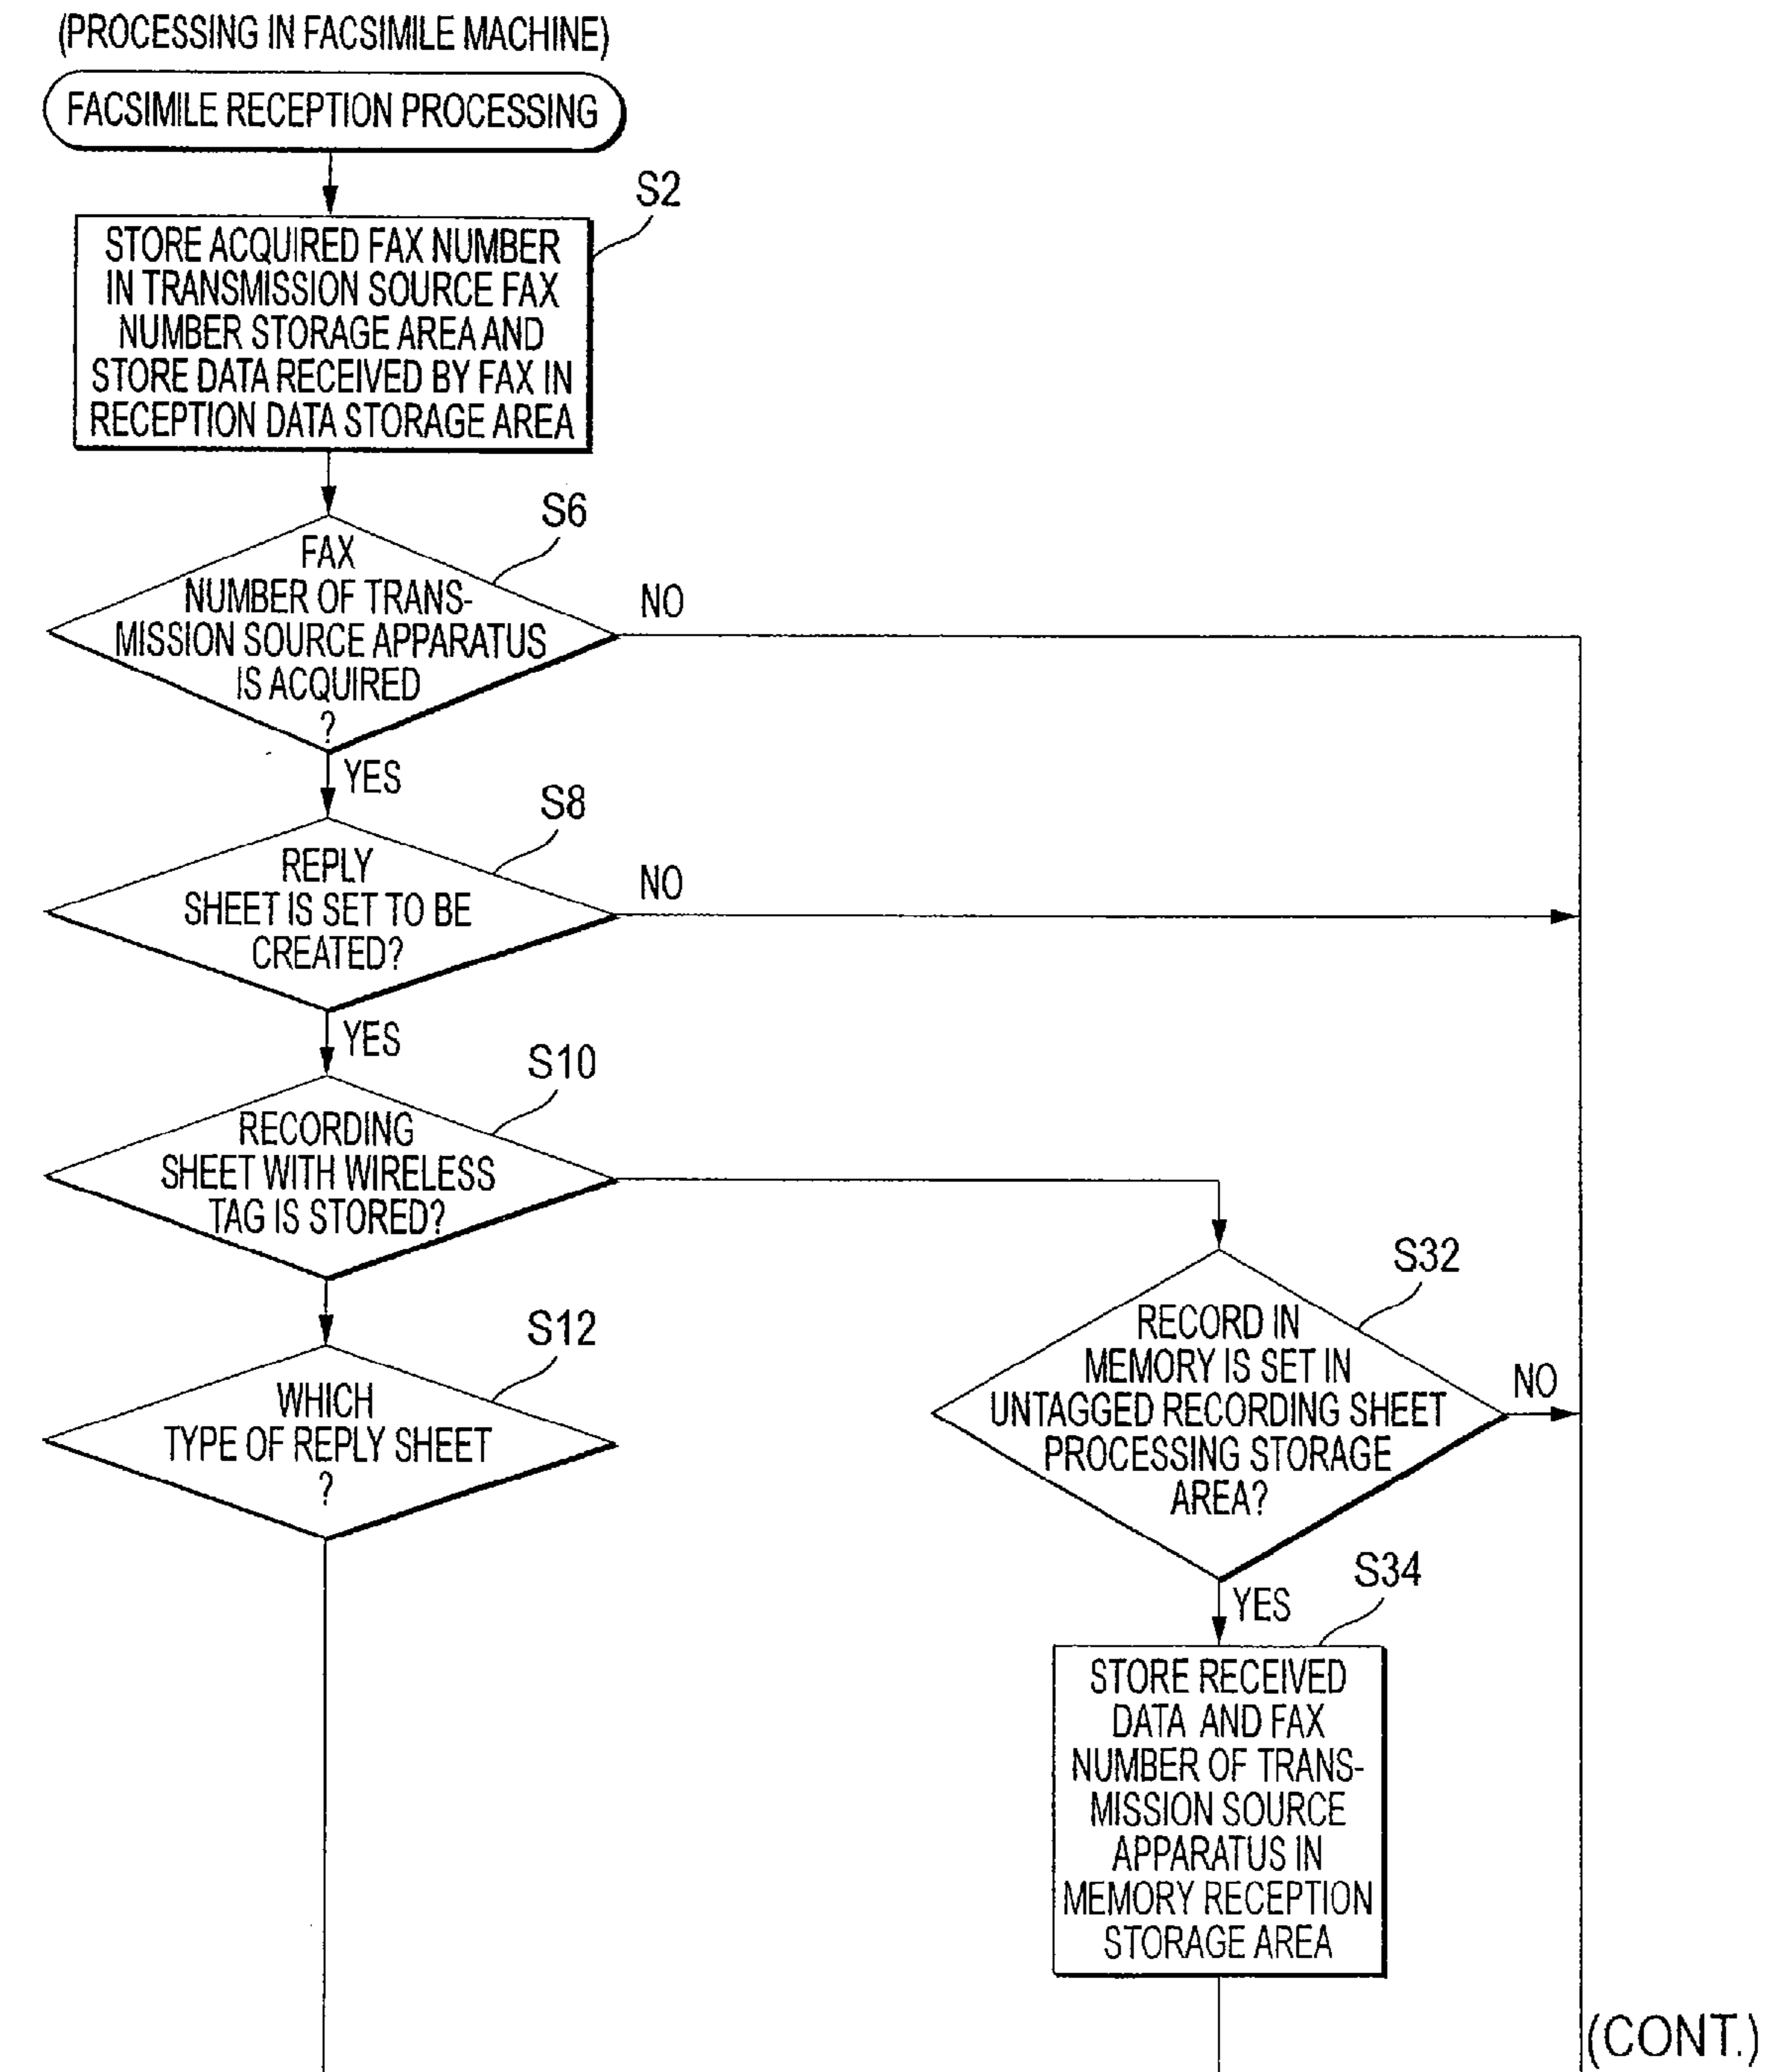 (PROCESSING IN FACSIMILE MACHINE)
FACSIMILE RECEPTION PROCESSING
S2
STORE ACQUIRED FAX NUMBER
IN TRANSMISSION SOURCE FAX
NUMBER STORAGE AREA AND
STORE DATA RECEIVED BY FAX IN
RECEPTION DATA STORAGE AREA
S6
FAX
NUMBER OF TRANS-
MISSION SOURCE APPARATUS
IS ACQUIRED
?
NO
YES
S8
REPLY
SHEET IS SET TO BE
CREATED?
NO
YES
S10
RECORDING
SHEET WITH WIRELESS
TAG IS STORED?
S12
WHICH
TYPE OF REPLY SHEET
?
S32
RECORD IN
MEMORY IS SET IN
UNTAGGED RECORDING SHEET
PROCESSING STORAGE
AREA?
NO
YES
S34
STORE RECEIVED
DATA AND FAX
NUMBER OF TRANS-
MISSION SOURCE
APPARATUS IN
MEMORY RECEPTION
STORAGE AREA
(CONT.)